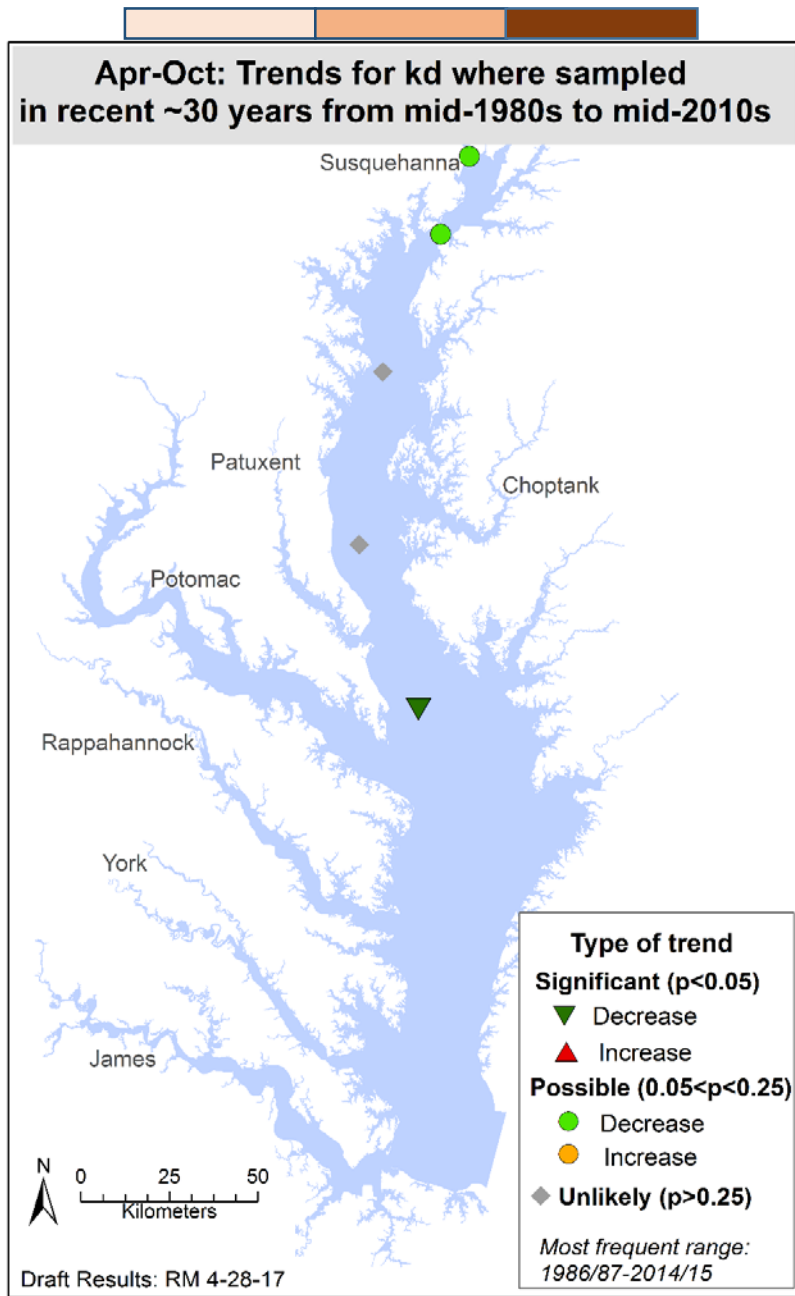 Apr-Oct: Trends for kd where sampled
in recent ~30 years from mid-1980s to mid-2010s
Susquehanna
Patuxent
Choptank
Potomac
Rappahannock
York
James
Type of trend
Significant (p<0.05)
Decrease
Increase
Possible (0.05<p<0.25)
Decrease
Increase
Unlikely (p>0.25)
Most frequent range:
1986/87-2014/15
N
0 25 50
Kilometers
Draft Results: RM 4-28-17